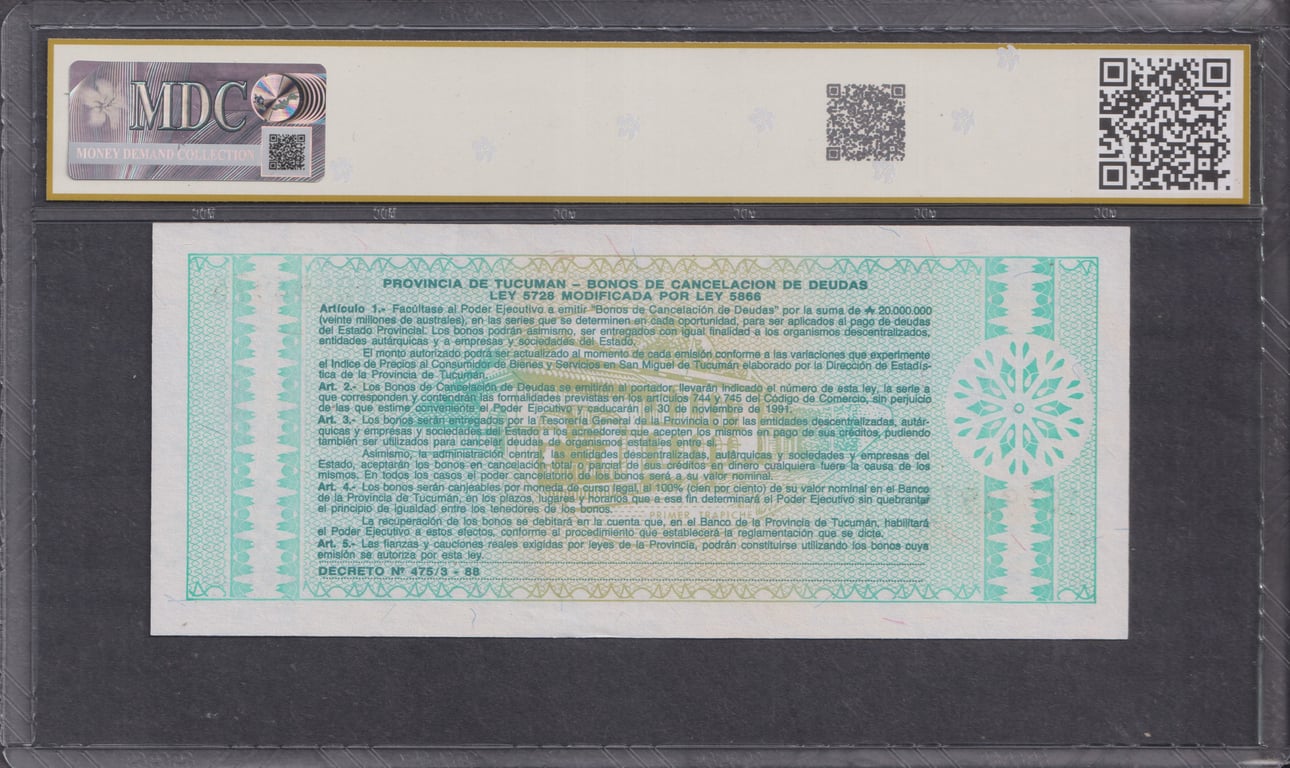 MDC
MONEY DEMAND COLLECTION
PROVINCIA DE TUCUMAN – BONOS DE CANCELACION DE DEUDAS
LEY 5728 MODIFICADA POR LEY 5866
Artículo 1.- Facúltase al Poder Ejecutivo a emitir "Bonos de Cancelación de Deudas" por la suma de ₳ 20.000.000
(veinte millones de australes), en las series que se determinen en cada oportunidad, para ser aplicados al pago de deudas
del Estado Provincial. Los bonos podrán asimismo, ser entregados con igual finalidad a los organismos descentralizados,
entidades autárquicas y a empresas y sociedades del Estado.
El monto autorizado podrá ser actualizado al momento de cada emisión conforme a las variaciones que experimente
el Indice de Precios al Consumidor de Bienes y Servicios en San Miguel de Tucumán elaborado por la Dirección de Estadís-
tica de la Provincia de Tucumán.
Art. 2.- Los Bonos de Cancelación de Deudas se emitirán al portador, llevarán indicado el número de esta ley, la serie a
que corresponden y contendrán las formalidades previstas en los artículos 744 y 745 del Código de Comercio, sin perjuicio
de las que estime conveniente el Poder Ejecutivo y caducarán el 30 de noviembre de 1991.
Art. 3.- Los bonos serán entregados por la Tesorería General de la Provincia o por las entidades descentralizadas, autár-
quicas y empresas y sociedades del Estado a los acreedores que acepten los mismos en pago de sus créditos, pudiendo
también ser utilizados para cancelar deudas de organismos estatales entre sí.
Asimismo, la administración central, las entidades descentralizadas, autárquicas y sociedades y empresas del
Estado, aceptarán los bonos en cancelación total o parcial de sus créditos a dinero cualquiera fuere la causa de los
mismos. En todos los casos el poder cancelatorio de los bonos será a su valor nominal.
Art. 4.- Los bonos serán canjeables por moneda de curso legal, al 100% (cien por ciento) de su valor nominal en el Banco
de la Provincia de Tucumán, en los plazos, lugares y horarios que a ese fin determinará el Poder Ejecutivo sin quebrantar
el principio de igualdad entre los tenedores de los bonos.
PRIMER TRAPICHE
La recuperación de los bonos se debitará en la cuenta que, en el Banco de la Provincia de Tucumán, habilitará
el Poder Ejecutivo a estos efectos, conforme al procedimiento que establecerá la reglamentación que se dicte.
Art. 5.- Las fianzas y cauciones reales exigidas por leyes de la Provincia, podrán constituirse utilizando los bonos cuya
emisión se autoriza por esta ley.
DECRETO Nº 475/3 - 88